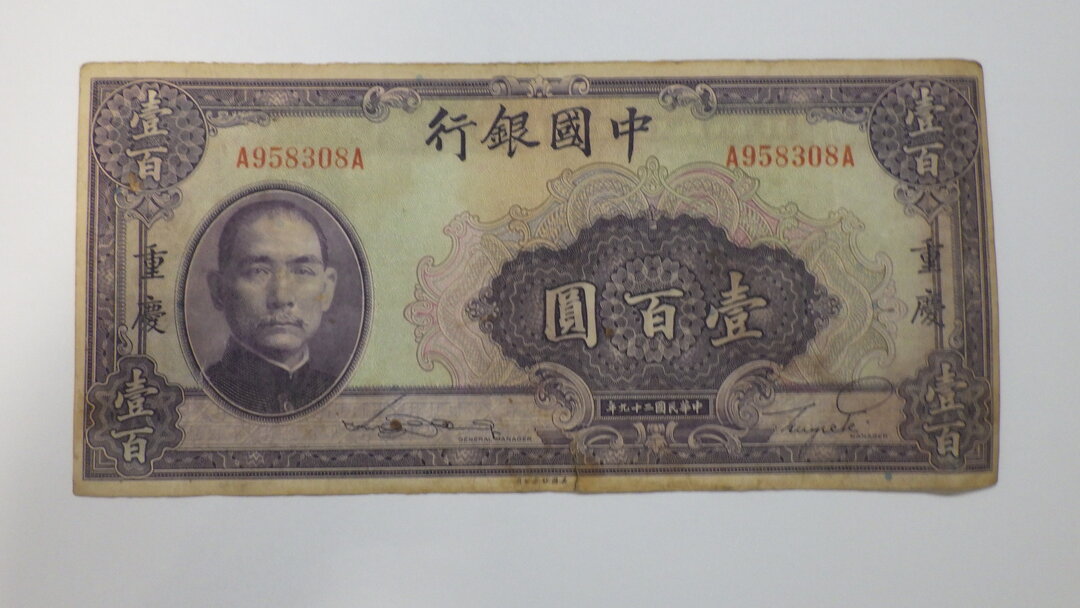 中國銀行
壹百
壹百
A958308A
A958308A
重慶
重慶
壹百圓
中華民國二十九年
壹百
壹百
GENERAL MANAGER
MANAGER